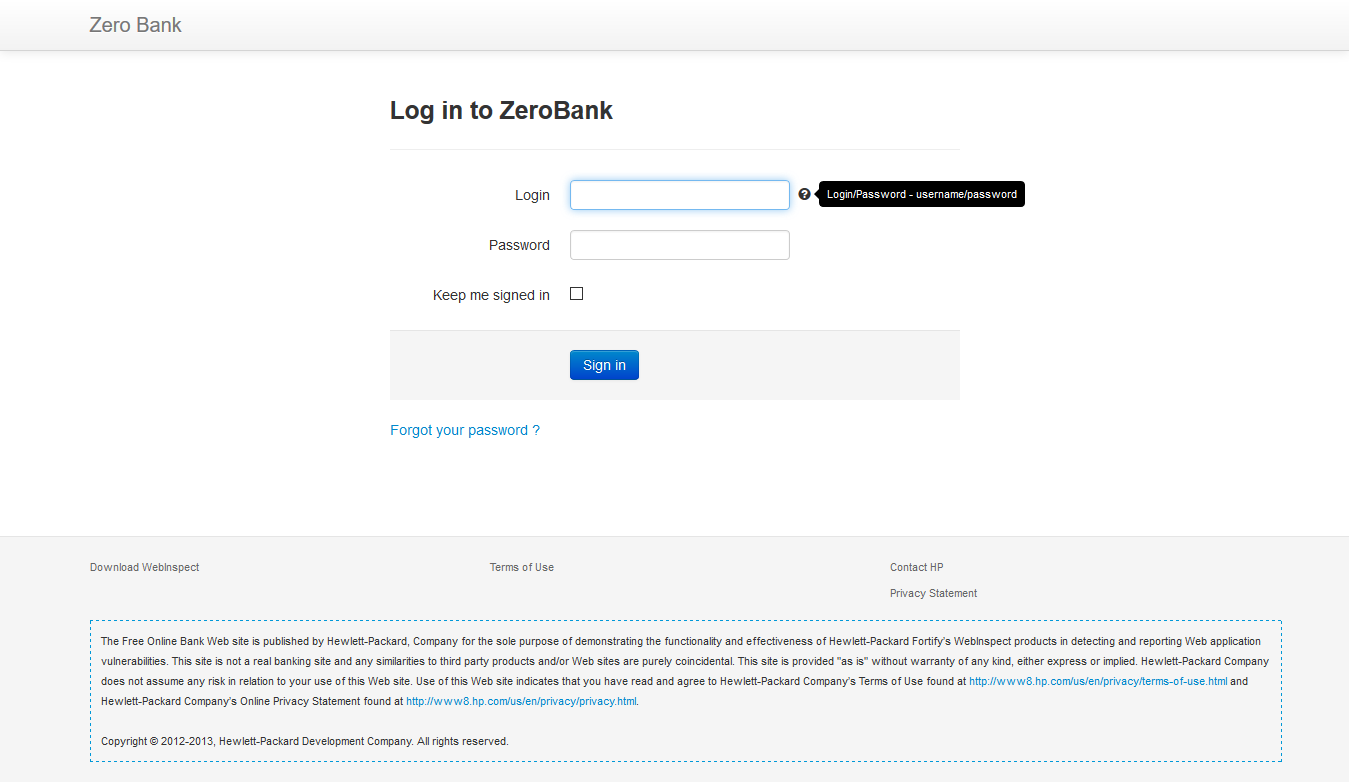 Zero Bank
Log in to ZeroBank
Login
Login/Password - username/password
Password
Keep me signed in
Sign in
Forgot your password ?
Download WebInspect
Terms of Use
Contact HP
Privacy Statement
The Free Online Bank Web site is published by Hewlett-Packard, Company for the sole purpose of demonstrating the functionality and effectiveness of Hewlett-Packard Fortify's WebInspect products in detecting and reporting Web application
vulnerabilities. This site is not a real banking site and any similarities to third party products and/or Web sites are purely coincidental. This site is provided "as is" without warranty of any kind, either express or implied. Hewlett-Packard Company
does not assume any risk in relation to your use of this Web site. Use of this Web site indicates that you have read and agree to Hewlett-Packard Company's Terms of Use found at http://www8.hp.com/us/en/privacy/terms-of-use.html and
Hewlett-Packard Company's Online Privacy Statement found at http://www8.hp.com/us/en/privacy/privacy.html.
Copyright © 2012-2013, Hewlett-Packard Development Company. All rights reserved.